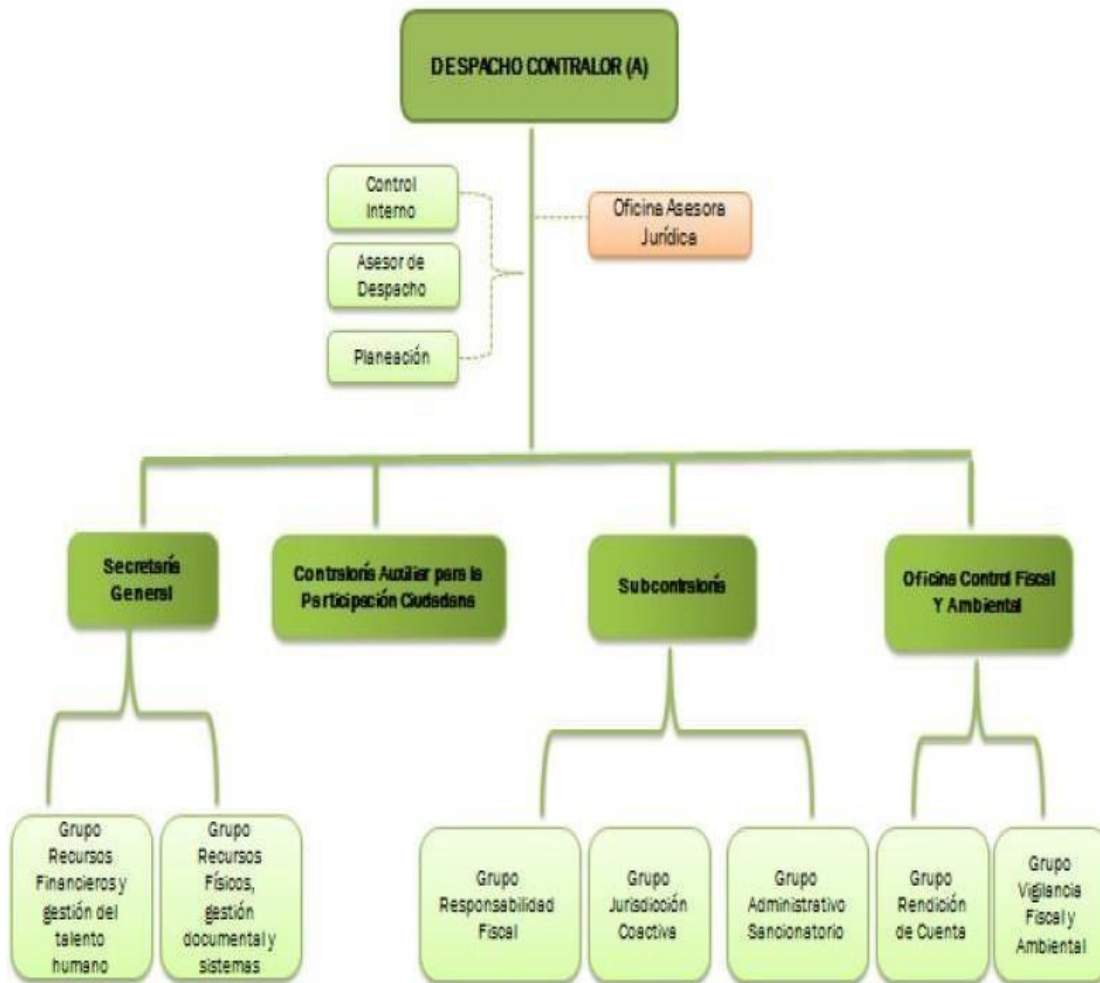 DESPACHO CONTRALOR (A)
Control
Interno
Oficina Asesora
Jurídica
Asesor de
Despacho
Planeación
Secretaría
General
Contraloría Auxiliar para la
Participación Ciudadana
Subcontraloría
Oficina Control Fiscal
Y Ambiental
Grupo
Recursos
Financieros y
gestión del
talento
humano
Grupo
Recursos
Físicos,
gestión
documental y
sistemas
Grupo
Responsabilidad
Fiscal
Grupo
Jurisdicción
Coactiva
Grupo
Administrativo
Sancionatorio
Grupo
Rendición
de Cuenta
Grupo
Vigilancia
Fiscal y
Ambiental